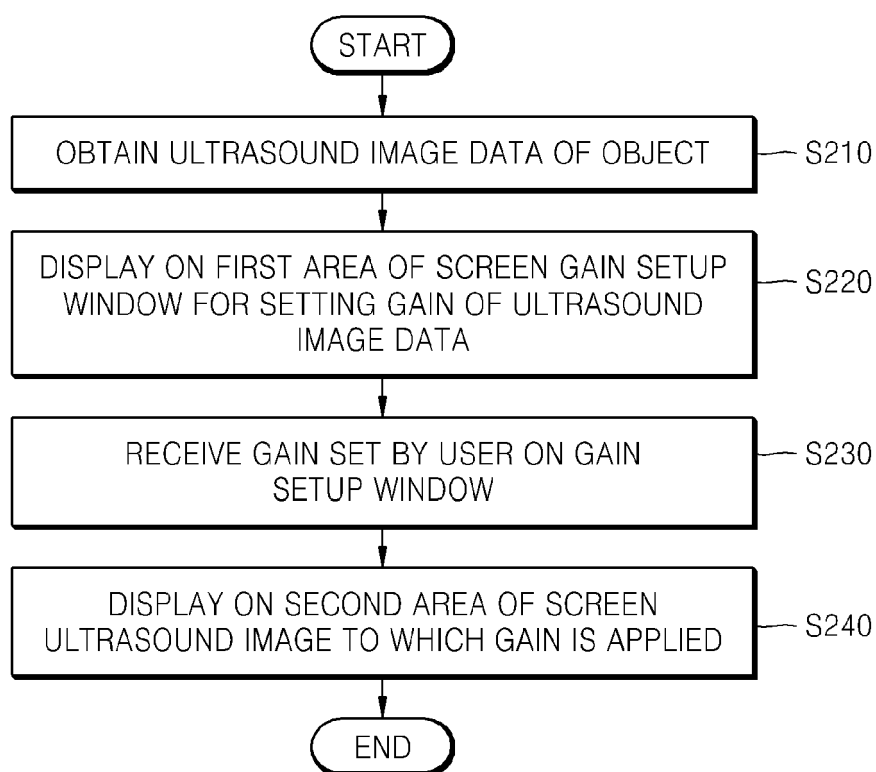 START
OBTAIN ULTRASOUND IMAGE DATA OF OBJECT
S210
DISPLAY ON FIRST AREA OF SCREEN GAIN SETUP
WINDOW FOR SETTING GAIN OF ULTRASOUND
IMAGE DATA
S220
RECEIVE GAIN SET BY USER ON GAIN
SETUP WINDOW
S230
DISPLAY ON SECOND AREA OF SCREEN
ULTRASOUND IMAGE TO WHICH GAIN IS APPLIED
S240
END